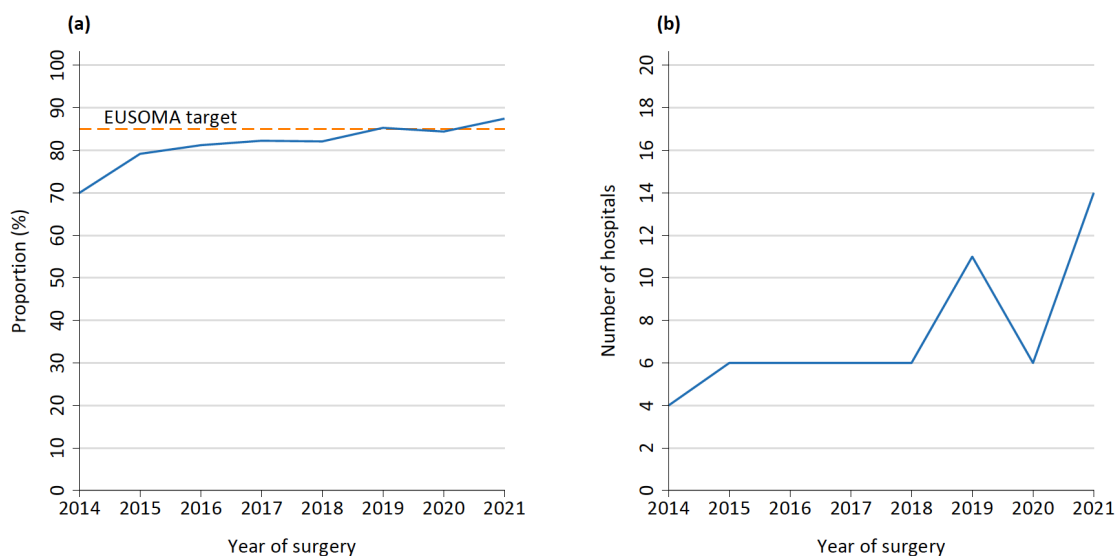 (a)
100
90
80
70
60
50
40
30
20
10
0
EUSOMA target
Proportion (%)
2014 2015 2016 2017 2018 2019 2020 2021
Year of surgery
(b)
20
18
16
14
12
10
8
6
4
2
0
Number of hospitals
2014 2015 2016 2017 2018 2019 2020 2021
Year of surgery